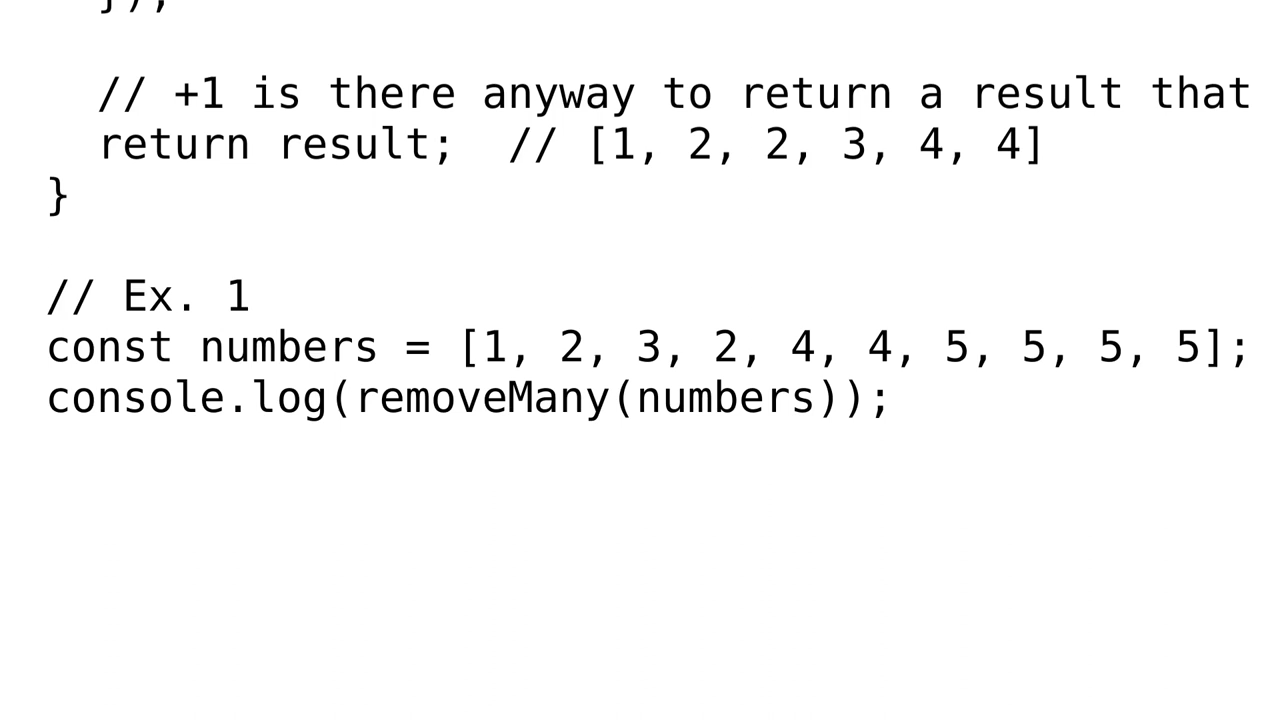 });
// +1 is there anyway to return a result that
return result;  // [1, 2, 2, 3, 4, 4]
}
// Ex. 1
const numbers = [1, 2, 3, 2, 4, 4, 5, 5, 5, 5];
console.log(removeMany(numbers));